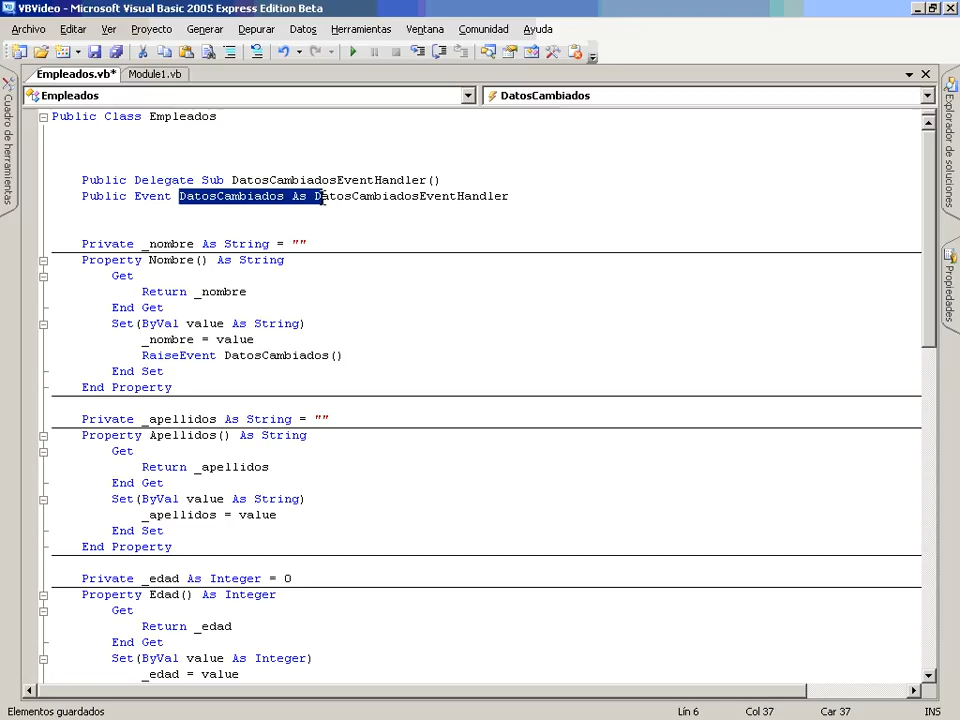 VBVideo - Microsoft Visual Basic 2005 Express Edition Beta
Archivo Editar Ver Proyecto Generar Depurar Datos Herramientas Ventana Comunidad Ayuda
Empleados.vb* Module1.vb
Empleados DatosCambiados
Cuadro de herramientas
Explorador de soluciones
Propiedades
Public Class Empleados
Public Delegate Sub DatosCambiadosEventHandler()
Public Event DatosCambiados As DatosCambiadosEventHandler
Private _nombre As String = ""
Property Nombre() As String
Get
Return _nombre
End Get
Set(ByVal value As String)
_nombre = value
RaiseEvent DatosCambiados()
End Set
End Property
Private _apellidos As String = ""
Property Apellidos() As String
Get
Return _apellidos
End Get
Set(ByVal value As String)
_apellidos = value
End Set
End Property
Private _edad As Integer = 0
Property Edad() As Integer
Get
Return _edad
End Get
Set(ByVal value As Integer)
_edad = value
Elementos guardados Lín 6 Col 37 Car 37 INS